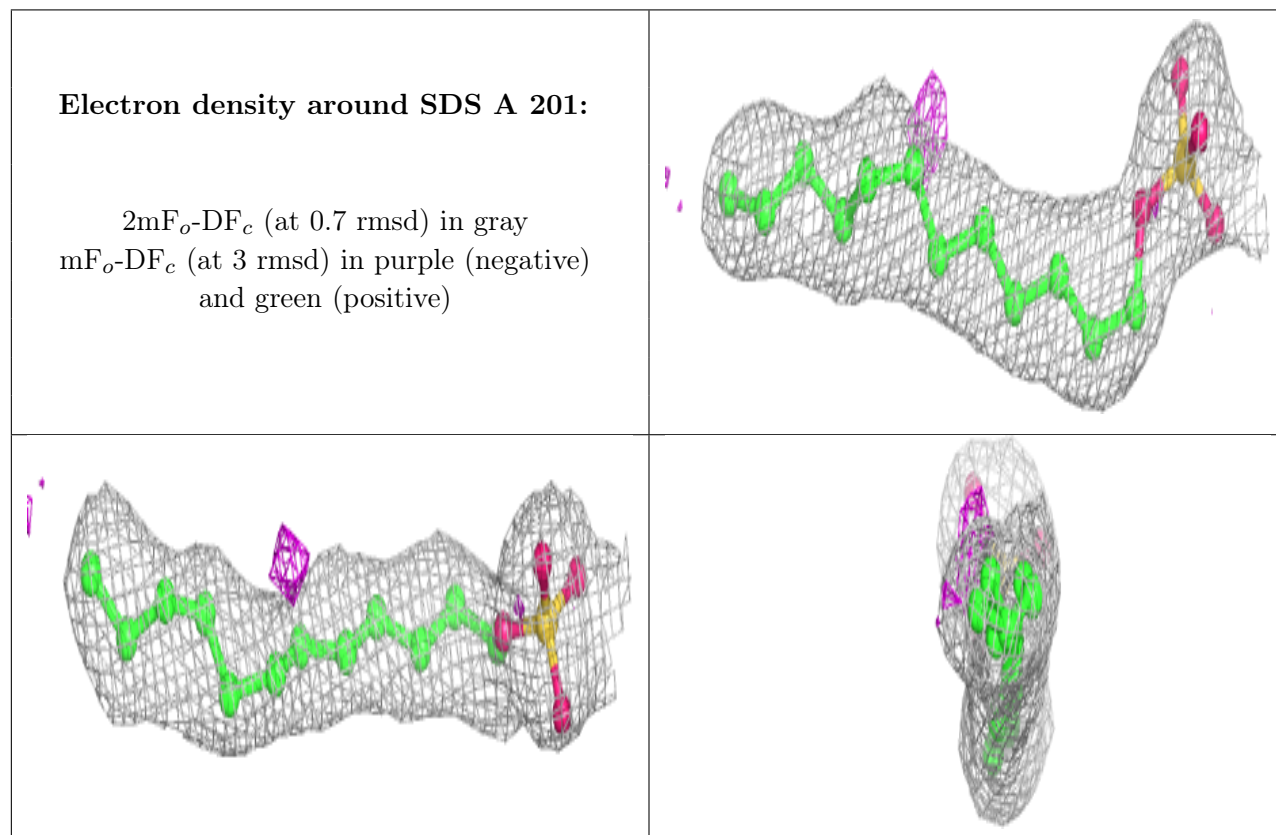 Electron density around SDS A 201:
2mFo-DFc (at 0.7 rmsd) in gray
mFo-DFc (at 3 rmsd) in purple (negative)
and green (positive)